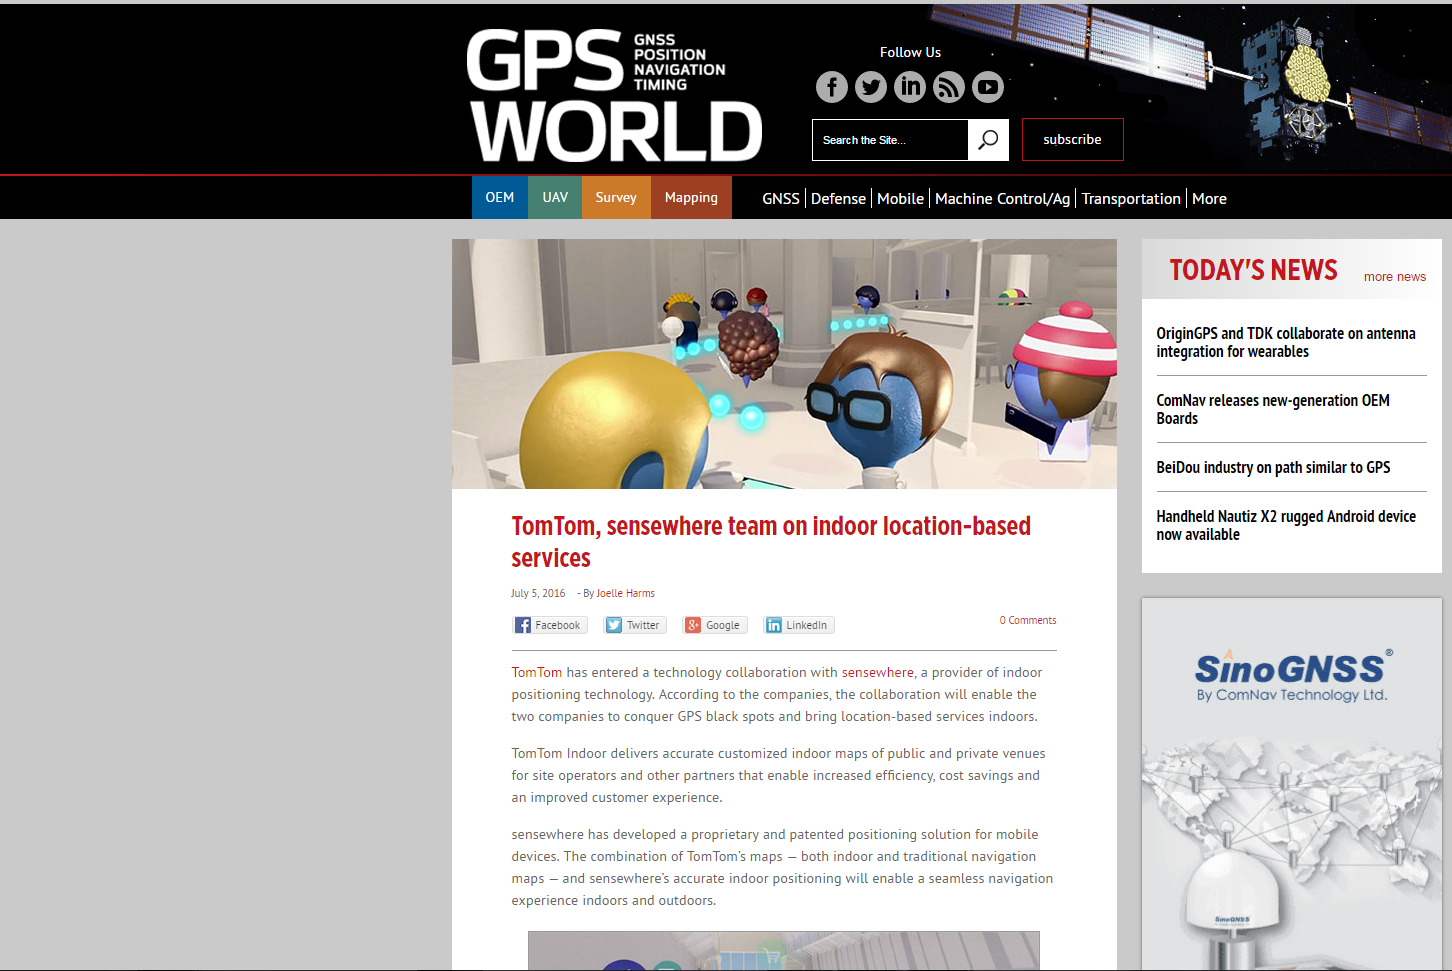 GPS
WORLD
GNSS
POSITION
NAVIGATION
TIMING
Follow Us
Search the Site...
subscribe
OEM
UAV
Survey
Mapping
GNSS
Defense
Mobile
Machine Control/Ag
Transportation
More
TomTom, sensewhere team on indoor location-based
services
July 5, 2016 - By Joelle Harms
Facebook
Twitter
Google
LinkedIn
0 Comments
TomTom has entered a technology collaboration with sensewhere, a provider of indoor
positioning technology. According to the companies, the collaboration will enable the
two companies to conquer GPS black spots and bring location-based services indoors.
TomTom Indoor delivers accurate customized indoor maps of public and private venues
for site operators and other partners that enable increased efficiency, cost savings and
an improved customer experience.
sensewhere has developed a proprietary and patented positioning solution for mobile
devices. The combination of TomTom's maps — both indoor and traditional navigation
maps — and sensewhere's accurate indoor positioning will enable a seamless navigation
experience indoors and outdoors.
TODAY'S NEWS
more news
OriginGPS and TDK collaborate on antenna
integration for wearables
ComNav releases new-generation OEM
Boards
BeiDou industry on path similar to GPS
Handheld Nautiz X2 rugged Android device
now available
SinoGNSS®
By ComNav Technology Ltd.
SinoGNSS